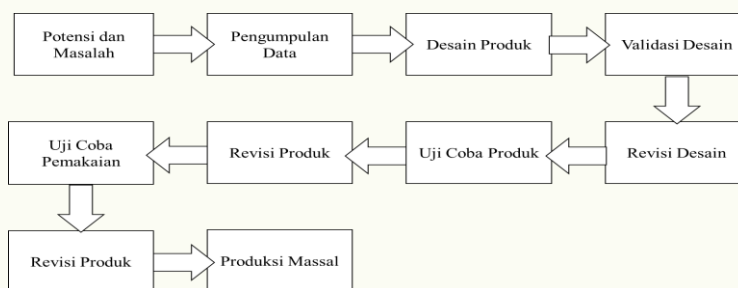 Potensi dan
Masalah
Pengumpulan
Data
Desain Produk
Validasi Desain
Revisi Desain
Uji Coba Produk
Revisi Produk
Uji Coba
Pemakaian
Revisi Produk
Produksi Massal